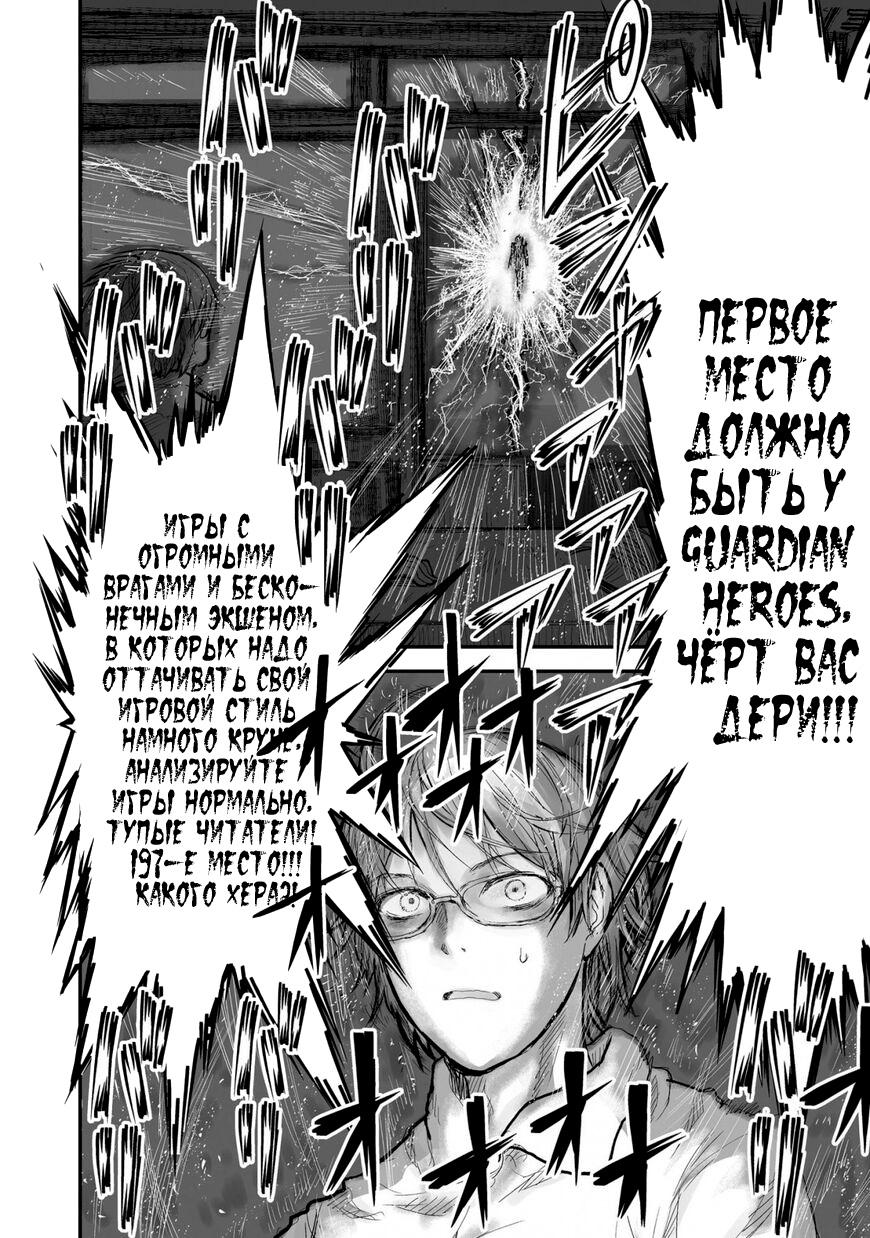 ПЕРВОЕ
МЕСТО
ДОЛЖНО
БЫТЬ У
GUARDIAN
HEROES,
ЧЁРТ ВАС
ДЕРИ!!!
ИГРЫ С
ОГРОМНЫМИ
ВРАГАМИ И БЕСКО-
НЕЧНЫМ ЭКШЕНОМ,
В КОТОРЫХ НАДО
ОТТАЧИВАТЬ СВОЙ
ИГРОВОЙ СТИЛЬ
НАМНОГО КРУЧЕ,
АНАЛИЗИРУЙТЕ
ИГРЫ НОРМАЛЬНО,
ТУПЫЕ ЧИТАТЕЛИ!
197-Е МЕСТО!!!
КАКОГО ХЕРА?!